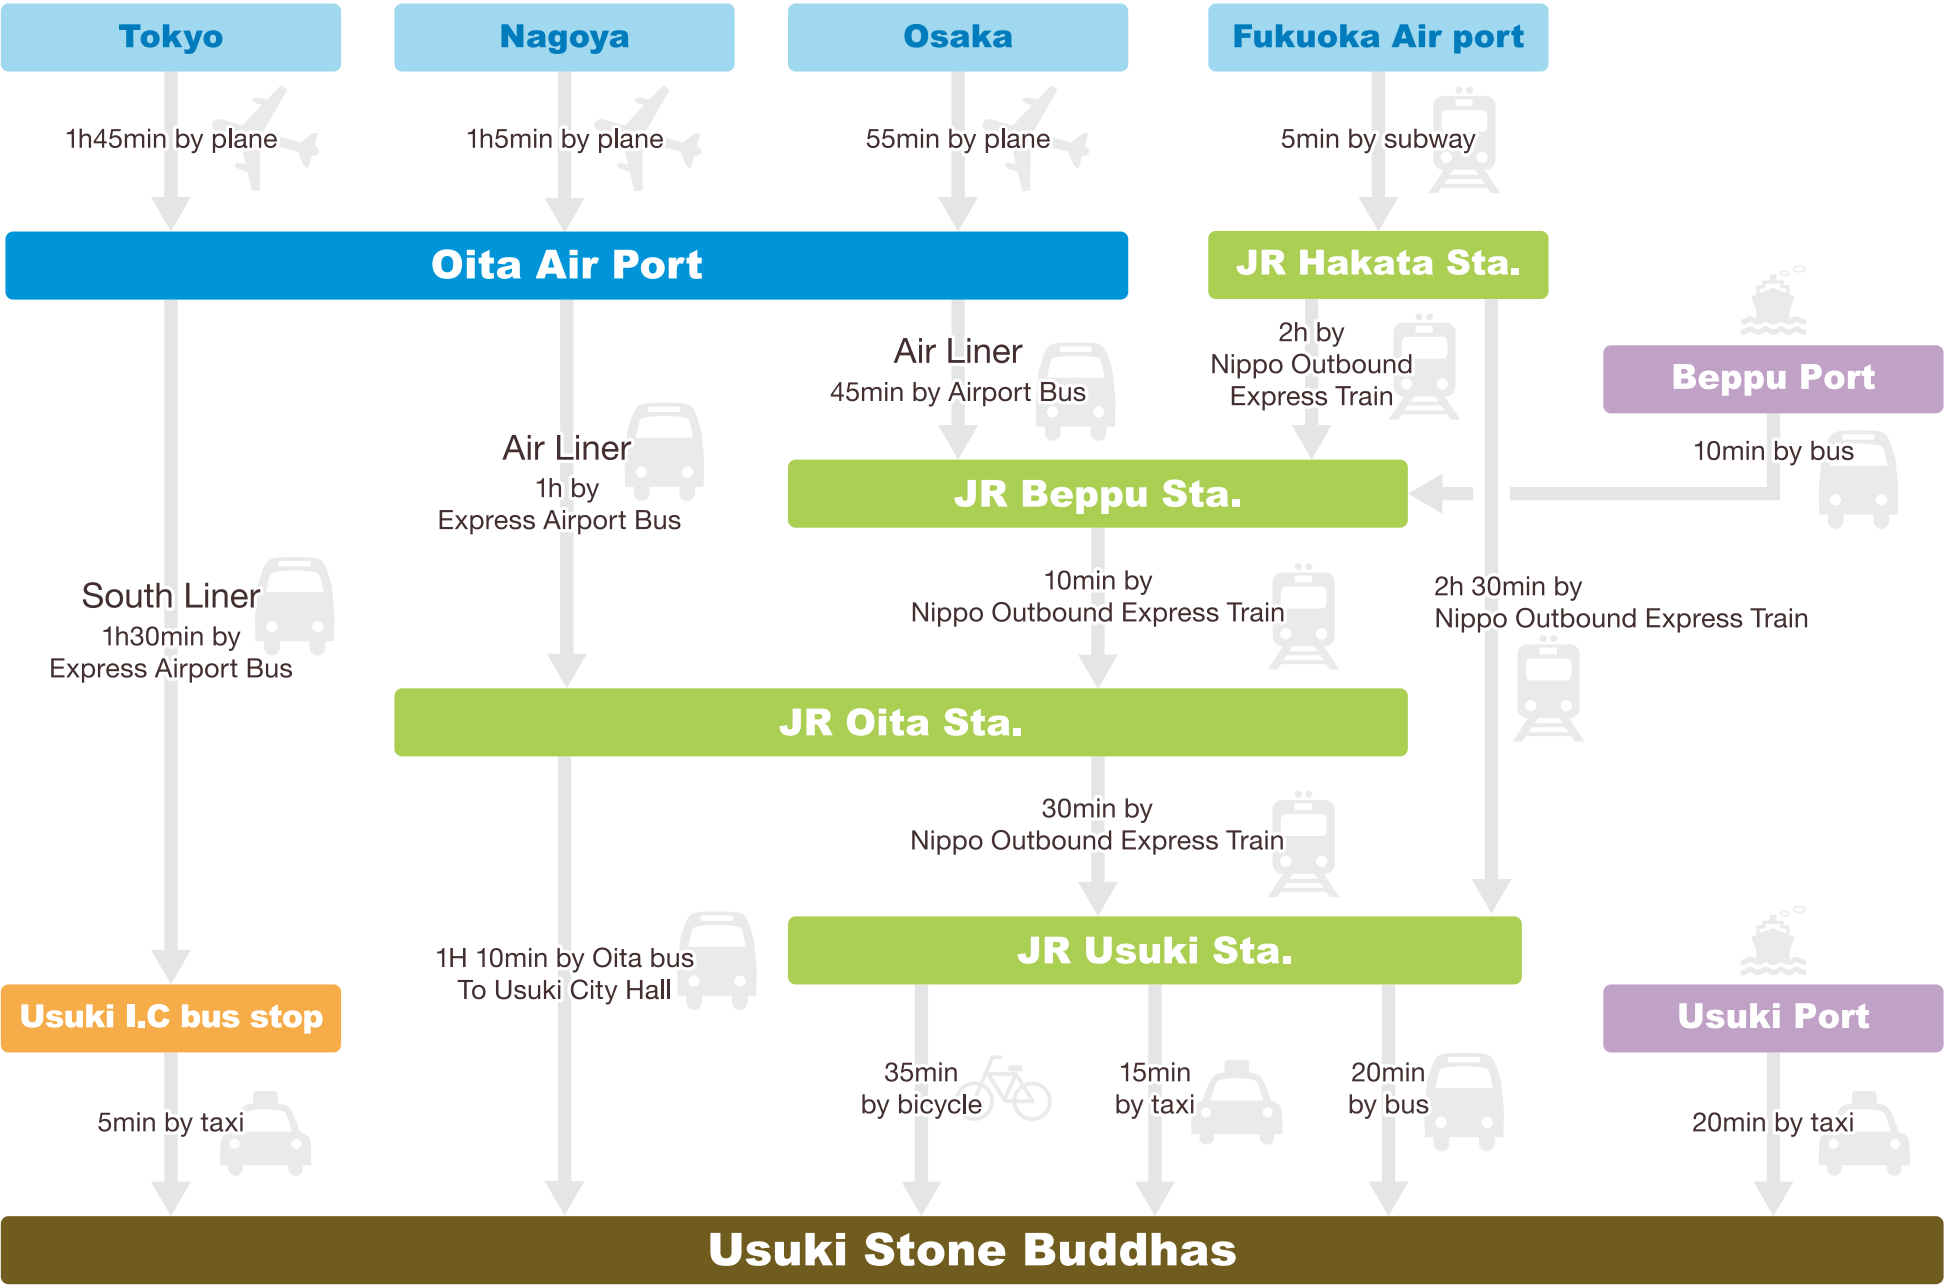 Tokyo
Nagoya
Osaka
Fukuoka Air port
1h45min by plane
1h5min by plane
55min by plane
5min by subway
Oita Air Port
JR Hakata Sta.
Air Liner
45min by Airport Bus
2h by
Nippo Outbound
Express Train
Beppu Port
10min by bus
Air Liner
1h by
Express Airport Bus
JR Beppu Sta.
South Liner
1h30min by
Express Airport Bus
10min by
Nippo Outbound Express Train
2h 30min by
Nippo Outbound Express Train
JR Oita Sta.
30min by
Nippo Outbound Express Train
1H 10min by Oita bus
To Usuki City Hall
JR Usuki Sta.
Usuki I.C bus stop
Usuki Port
5min by taxi
35min
by bicycle
15min
by taxi
20min
by bus
20min by taxi
Usuki Stone Buddhas